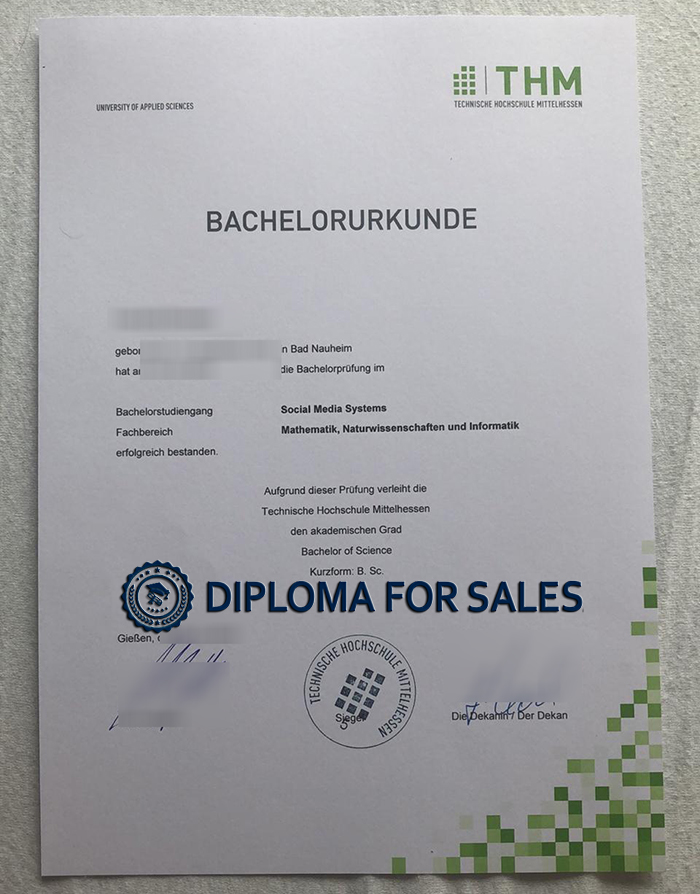 UNIVERSITY OF APPLIED SCIENCES
THM
TECHNISCHE HOCHSCHULE MITTELHESSEN
BACHELORURKUNDE
gebor n Bad Nauheim
hat a die Bachelorprüfung im
Bachelorstudiengang Social Media Systems
Fachbereich Mathematik, Naturwissenschaften und Informatik
erfolgreich bestanden.
Aufgrund dieser Prüfung verleiht die
Technische Hochschule Mittelhessen
den akademischen Grad
Bachelor of Science
Kurzform: B. Sc.
DIPLOMA FOR SALES
Gießen,
TECHNISCHE HOCHSCHULE MITTELHESSEN
Siegel
5
Die Dekanin / Der Dekan